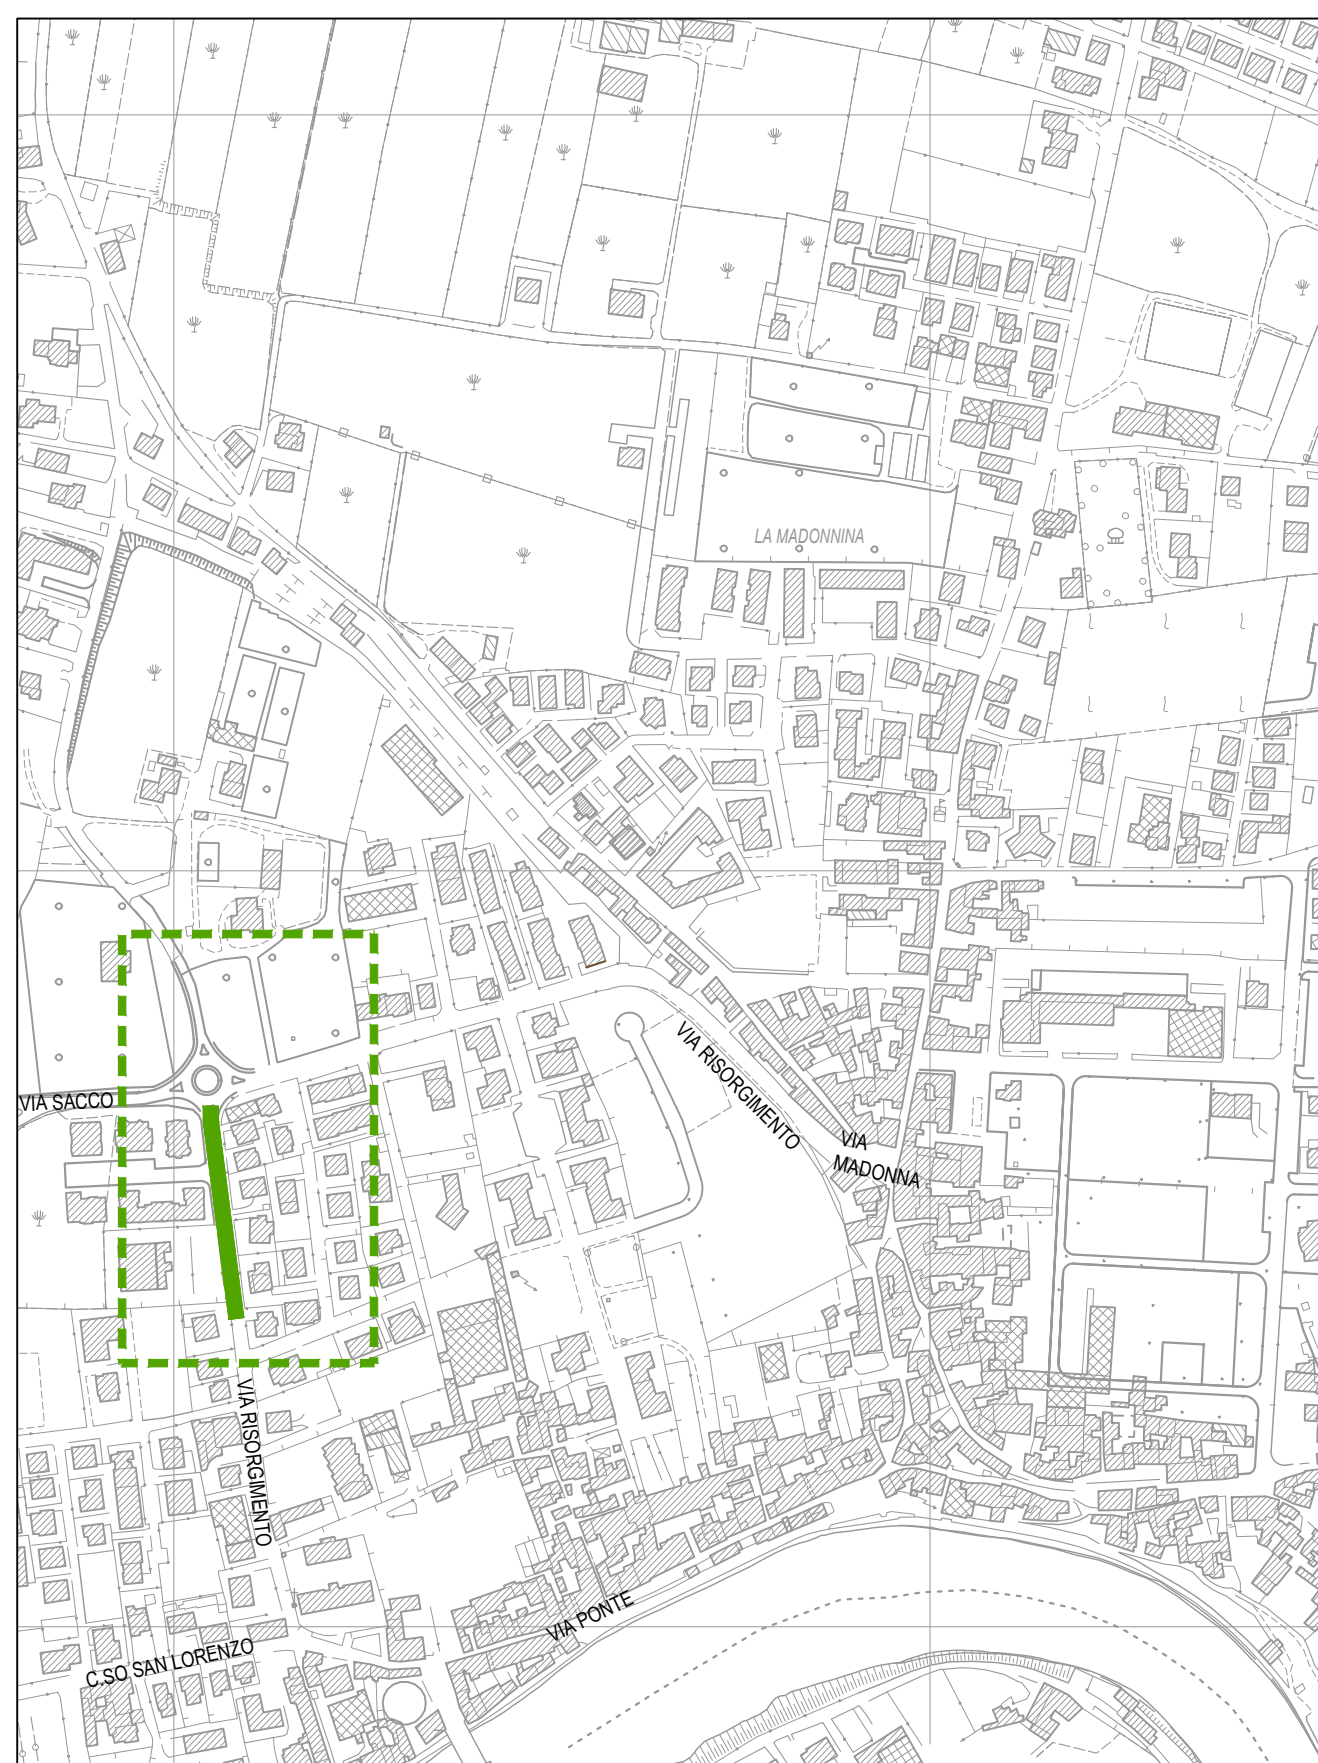 LA MADONNINA
VIA RISORGIMENTO
VIA SACCO
VIA
MADONNA
VIA RISORGIMENTO
VIA PONTE
C.SO SAN LORENZO